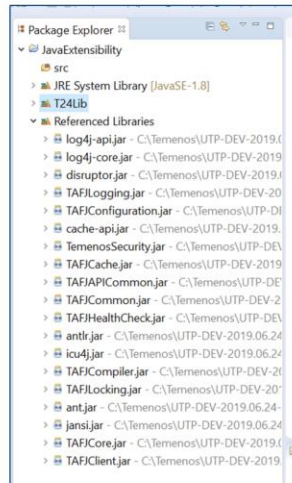 Package Explorer
JavaExtensibility
src
JRE System Library [JavaSE-1.8]
T24Lib
Referenced Libraries
log4j-api.jar - C:\Temenos\UTP-DEV-2019.0
log4j-core.jar - C:\Temenos\UTP-DEV-2019.
disruptor.jar - C:\Temenos\UTP-DEV-2019.0
TAFJLogging.jar - C:\Temenos\UTP-DEV-20
TAFJConfiguration.jar - C:\Temenos\UTP-DI
cache-api.jar - C:\Temenos\UTP-DEV-2019.
TemenosSecurity.jar - C:\Temenos\UTP-DEV
TAFJCache.jar - C:\Temenos\UTP-DEV-2019
TAFJAPICommon.jar - C:\Temenos\UTP-DE
TAFJCommon.jar - C:\Temenos\UTP-DEV-2
TAFJHealthCheck.jar - C:\Temenos\UTP-DE
antlr.jar - C:\Temenos\UTP-DEV-2019.06.24
icu4j.jar - C:\Temenos\UTP-DEV-2019.06.24
TAFJCompiler.jar - C:\Temenos\UTP-DEV-2
TAFJLocking.jar - C:\Temenos\UTP-DEV-20
ant.jar - C:\Temenos\UTP-DEV-2019.06.24-
jansi.jar - C:\Temenos\UTP-DEV-2019.06.24
TAFJCore.jar - C:\Temenos\UTP-DEV-2019.0
TAFJClient.jar - C:\Temenos\UTP-DEV-2019.